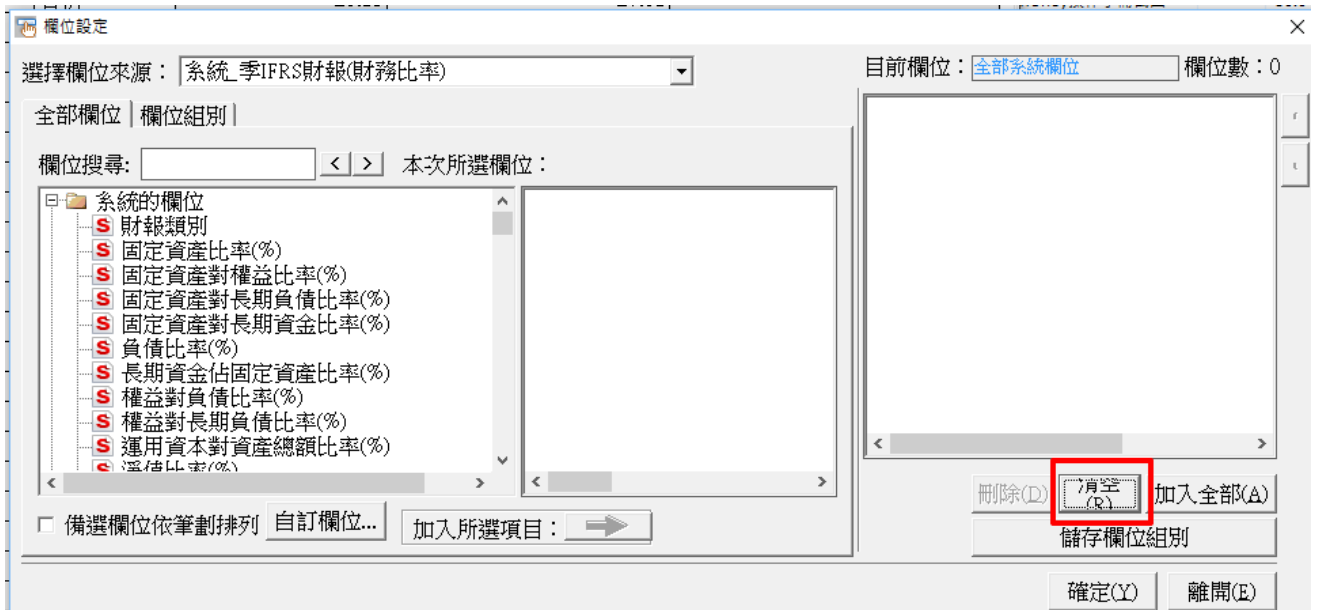 欄位設定
選擇欄位來源： 系統_季IFRS財報(財務比率)
目前欄位： 全部系統欄位 欄位數：0
全部欄位 欄位組別
欄位搜尋: < > 本次所選欄位：
系統的欄位
S 財報類別
S 固定資產比率(%)
S 固定資產對權益比率(%)
S 固定資產對長期負債比率(%)
S 固定資產對長期資金比率(%)
S 負債比率(%)
S 長期資金佔固定資產比率(%)
S 權益對負債比率(%)
S 權益對長期負債比率(%)
S 運用資本對資產總額比率(%)
S 淨值比率(%)
備選欄位依筆劃排列 自訂欄位... 加入所選項目：
刪除(D) 清空(R) 加入全部(A)
儲存欄位組別
確定(Y) 離開(E)